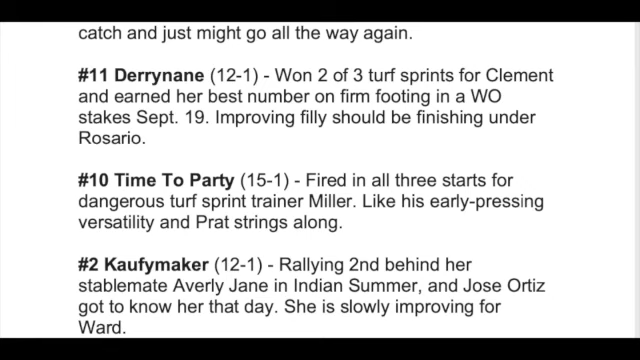 catch and just might go all the way again.
#11 Derrynane (12-1) - Won 2 of 3 turf sprints for Clement
and earned her best number on firm footing in a WO
stakes Sept. 19. Improving filly should be finishing under
Rosario.
#10 Time To Party (15-1) - Fired in all three starts for
dangerous turf sprint trainer Miller. Like his early-pressing
versatility and Prat strings along.
#2 Kaufymaker (12-1) - Rallying 2nd behind her
stablemate Averly Jane in Indian Summer, and Jose Ortiz
got to know her that day. She is slowly improving for
Ward.